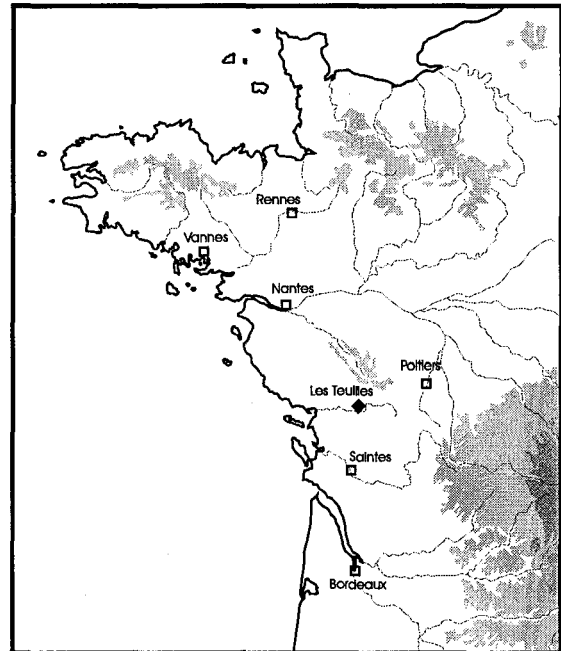 Rennes
Vannes
Nantes
Poitiers
Les Teuilles
Saintes
Bordeaux